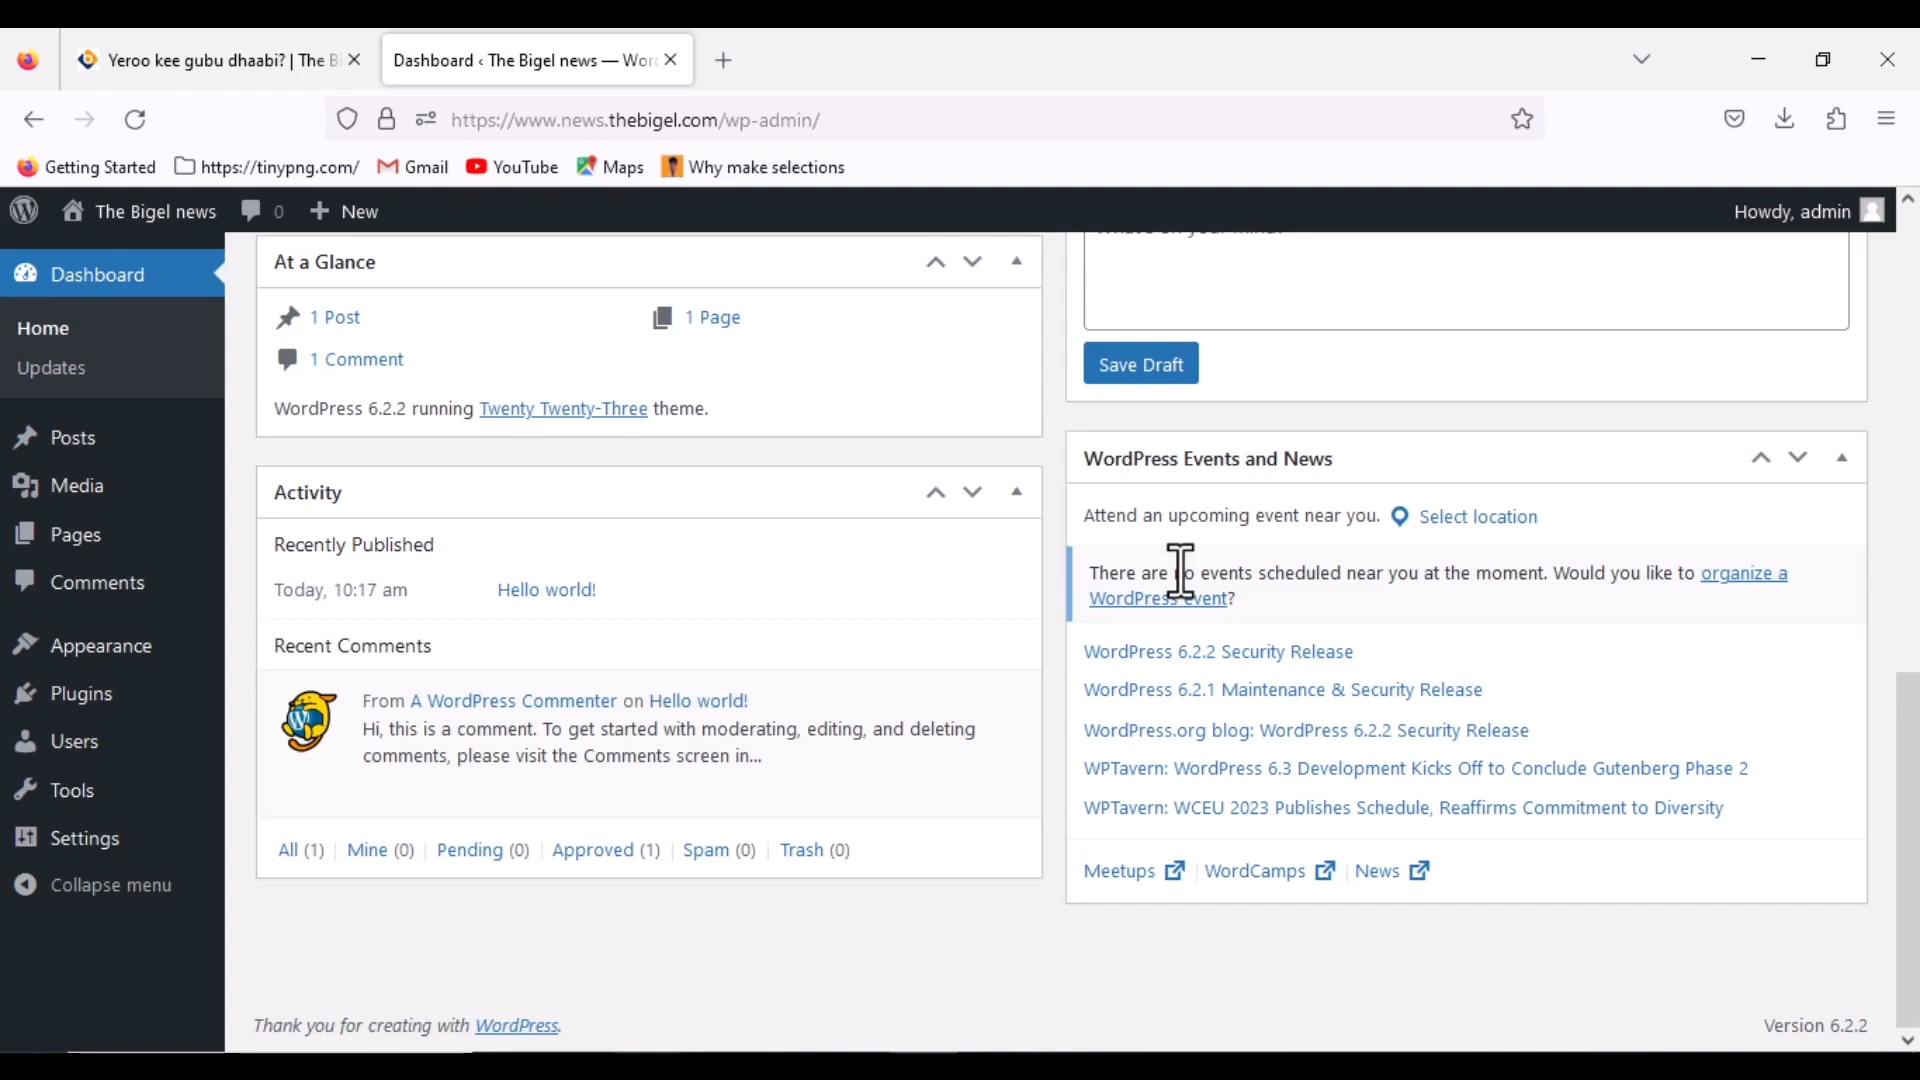 Yeroo kee gubu dhaabi? | The B
Dashboard ‹ The Bigel news — Wor
https://www.news.thebigel.com/wp-admin/
Getting Started
https://tinypng.com/
Gmail
YouTube
Maps
Why make selections
The Bigel news
0
New
Howdy, admin
Dashboard
Home
Updates
Posts
Media
Pages
Comments
Appearance
Plugins
Users
Tools
Settings
Collapse menu
At a Glance
1 Post
1 Page
1 Comment
WordPress 6.2.2 running Twenty Twenty-Three theme.
Activity
Recently Published
Today, 10:17 am
Hello world!
Recent Comments
From A WordPress Commenter on Hello world!
Hi, this is a comment. To get started with moderating, editing, and deleting
comments, please visit the Comments screen in...
All (1) | Mine (0) | Pending (0) | Approved (1) | Spam (0) | Trash (0)
Save Draft
WordPress Events and News
Attend an upcoming event near you.
Select location
There are no events scheduled near you at the moment. Would you like to organize a
WordPress event?
WordPress 6.2.2 Security Release
WordPress 6.2.1 Maintenance & Security Release
WordPress.org blog: WordPress 6.2.2 Security Release
WPTavern: WordPress 6.3 Development Kicks Off to Conclude Gutenberg Phase 2
WPTavern: WCEU 2023 Publishes Schedule, Reaffirms Commitment to Diversity
Meetups | WordCamps | News
Thank you for creating with WordPress.
Version 6.2.2